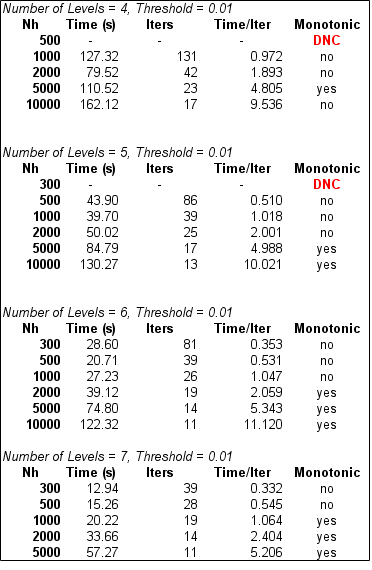 Number of Levels = 4, Threshold = 0.01
Nh Time (s) Iters Time/Iter Monotonic
500 - - - DNC
1000 127.32 131 0.972 no
2000 79.52 42 1.893 no
5000 110.52 23 4.805 yes
10000 162.12 17 9.536 no
Number of Levels = 5, Threshold = 0.01
Nh Time (s) Iters Time/Iter Monotonic
300 - - - DNC
500 43.90 86 0.510 no
1000 39.70 39 1.018 no
2000 50.02 25 2.001 no
5000 84.79 17 4.988 yes
10000 130.27 13 10.021 yes
Number of Levels = 6, Threshold = 0.01
Nh Time (s) Iters Time/Iter Monotonic
300 28.60 81 0.353 no
500 20.71 39 0.531 no
1000 27.23 26 1.047 no
2000 39.12 19 2.059 yes
5000 74.80 14 5.343 yes
10000 122.32 11 11.120 yes
Number of Levels = 7, Threshold = 0.01
Nh Time (s) Iters Time/Iter Monotonic
300 12.94 39 0.332 no
500 15.26 28 0.545 no
1000 20.22 19 1.064 yes
2000 33.66 14 2.404 yes
5000 57.27 11 5.206 yes